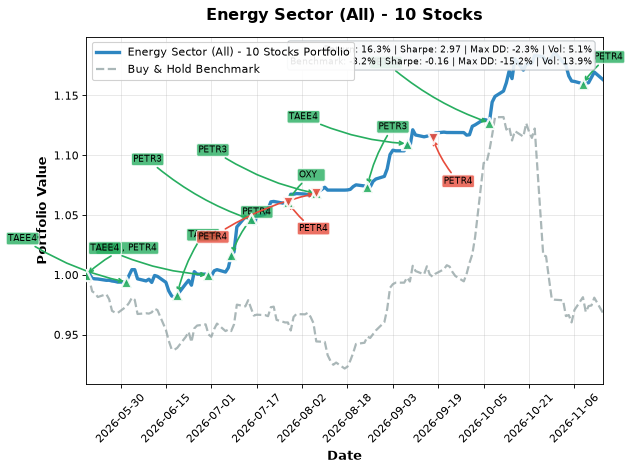 Energy Sector (All) - 10 Stocks
Energy Sector (All) - 10 Stocks Portfolio
Buy & Hold Benchmark
16.3% | Sharpe: 2.97 | Max DD: -2.3% | Vol: 5.1%
Sharpe: -0.16 | Max DD: -15.2% | Vol: 13.9%
PETR4
TAEE4
PETR3
PETR3
PETR3
OXY
PETR4
PETR4
PETR4
PETR4
TAEE4
TAEE4, PETR4
Portfolio Value
1.15
1.10
1.05
1.00
0.95
2026-05-30
2026-06-15
2026-07-01
2026-07-17
2026-08-02
2026-08-18
2026-09-03
2026-09-19
2026-10-05
2026-10-21
2026-11-06
Date